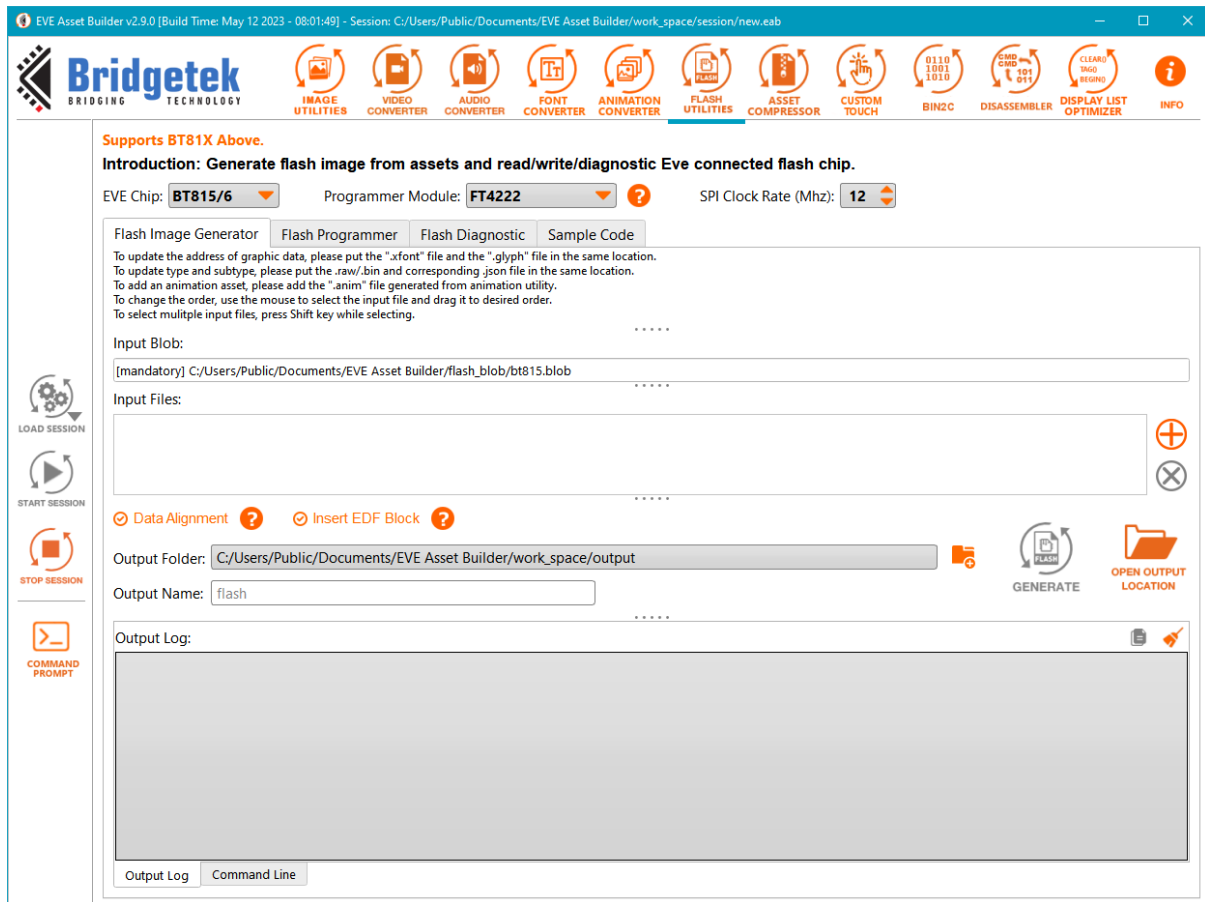 EVE Asset Builder v2.9.0 [Build Time: May 12 2023 - 08:01:49] - Session: C:/Users/Public/Documents/EVE Asset Builder/work_space/session/new.eab
Bridgetek
BRIDGING TECHNOLOGY
IMAGE UTILITIES
VIDEO CONVERTER
AUDIO CONVERTER
FONT CONVERTER
ANIMATION CONVERTER
FLASH
FLASH UTILITIES
ASSET COMPRESSOR
CUSTOM TOUCH
0110
1001
1010
BIN2C
CMD
CMD
101
011
DISASSEMBLER
CLEAR()
TAG()
BEGIN()
DISPLAY LIST OPTIMIZER
INFO
Supports BT81X Above.
Introduction: Generate flash image from assets and read/write/diagnostic Eve connected flash chip.
EVE Chip: BT815/6 Programmer Module: FT4222 ? SPI Clock Rate (Mhz): 12
Flash Image Generator Flash Programmer Flash Diagnostic Sample Code
To update the address of graphic data, please put the ".xfont" file and the ".glyph" file in the same location.
To update type and subtype, please put the .raw/.bin and corresponding .json file in the same location.
To add an animation asset, please add the ".anim" file generated from animation utility.
To change the order, use the mouse to select the input file and drag it to desired order.
To select mulitple input files, press Shift key while selecting.
Input Blob:
[mandatory] C:/Users/Public/Documents/EVE Asset Builder/flash_blob/bt815.blob
Input Files:
LOAD SESSION
START SESSION
STOP SESSION
COMMAND PROMPT
Data Alignment ? Insert EDF Block ?
Output Folder: C:/Users/Public/Documents/EVE Asset Builder/work_space/output
Output Name: flash
FLASH
GENERATE
OPEN OUTPUT LOCATION
Output Log:
Output Log Command Line